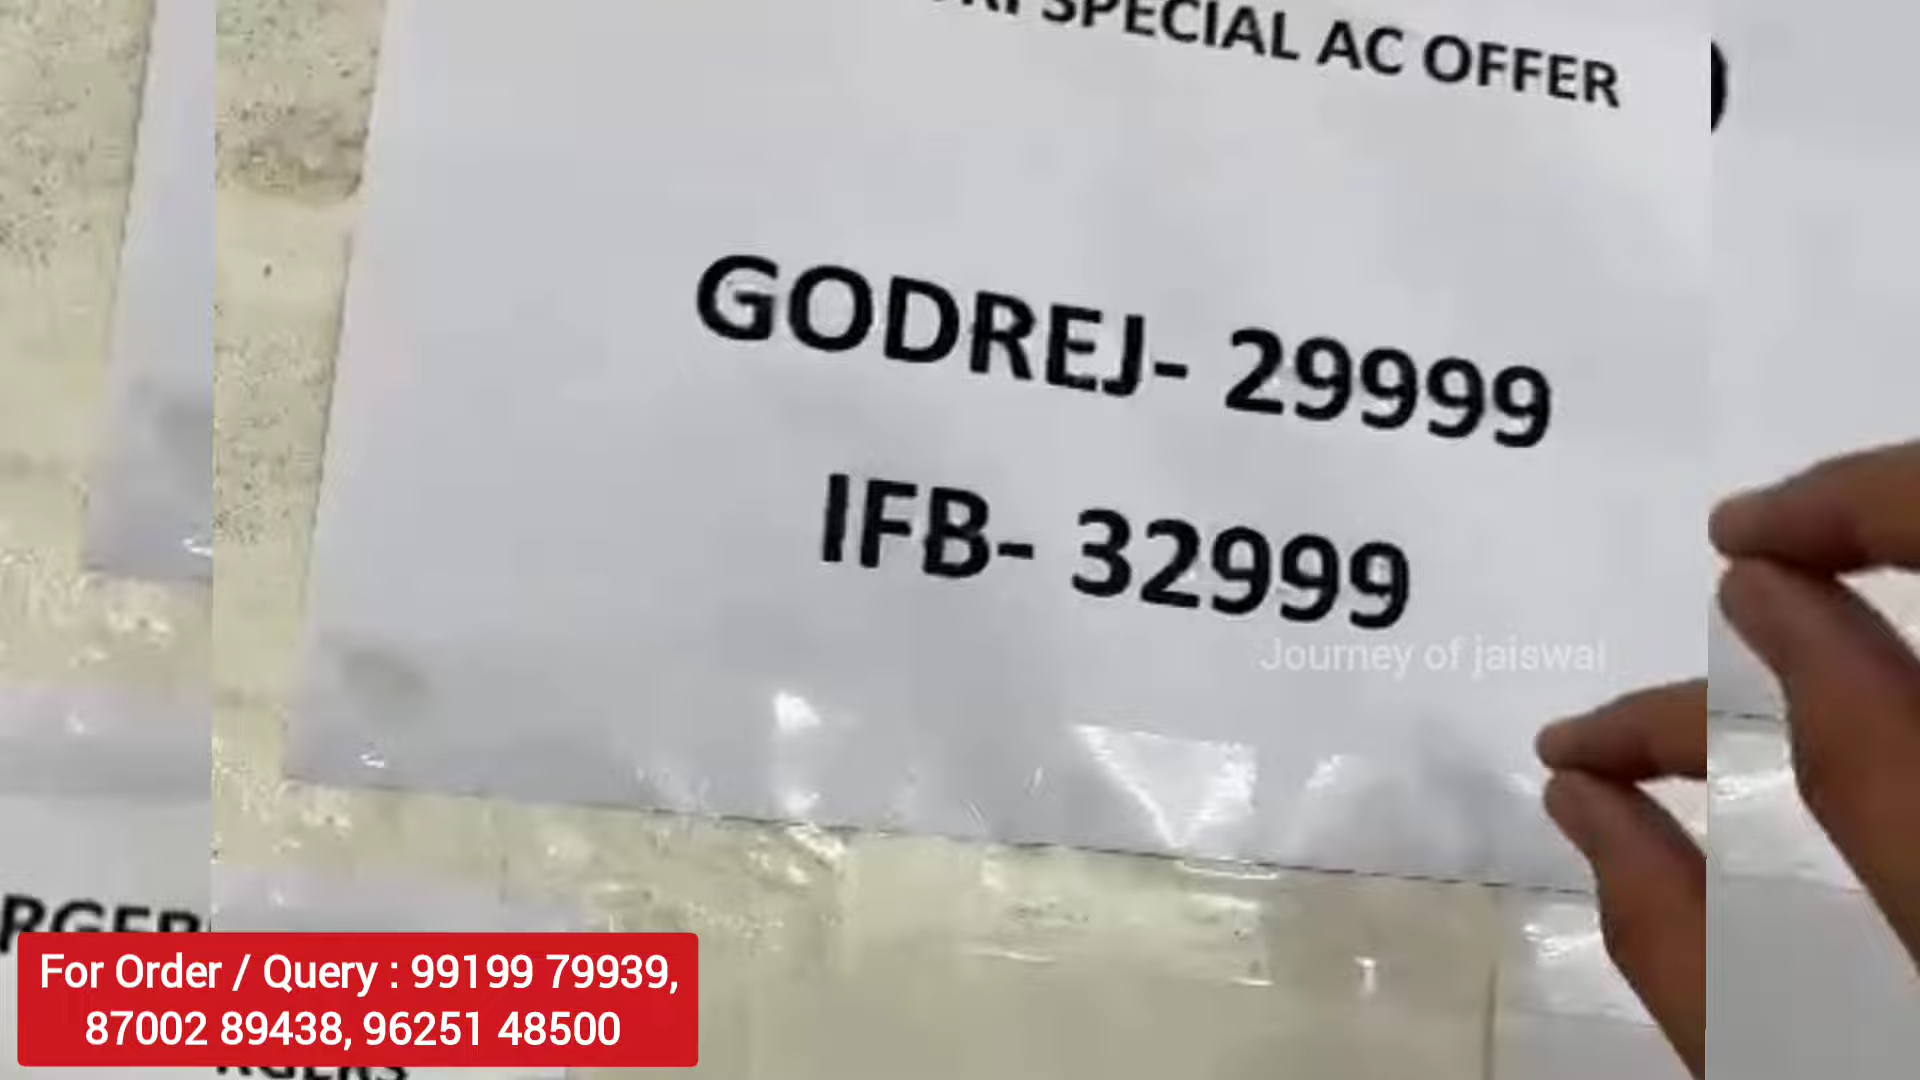 SPECIAL AC OFFER
GODREJ- 29999
IFB- 32999
Journey of jaiswal
For Order / Query : 99199 79939,
87002 89438, 96251 48500